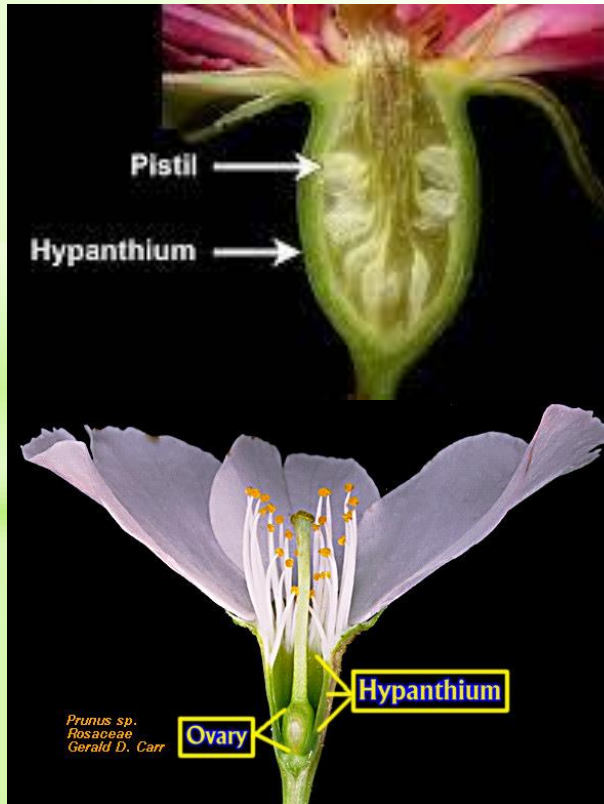 Pistil
Hypanthium
Hypanthium
Ovary
Prunus sp.
Rosaceae
Gerald D. Carr